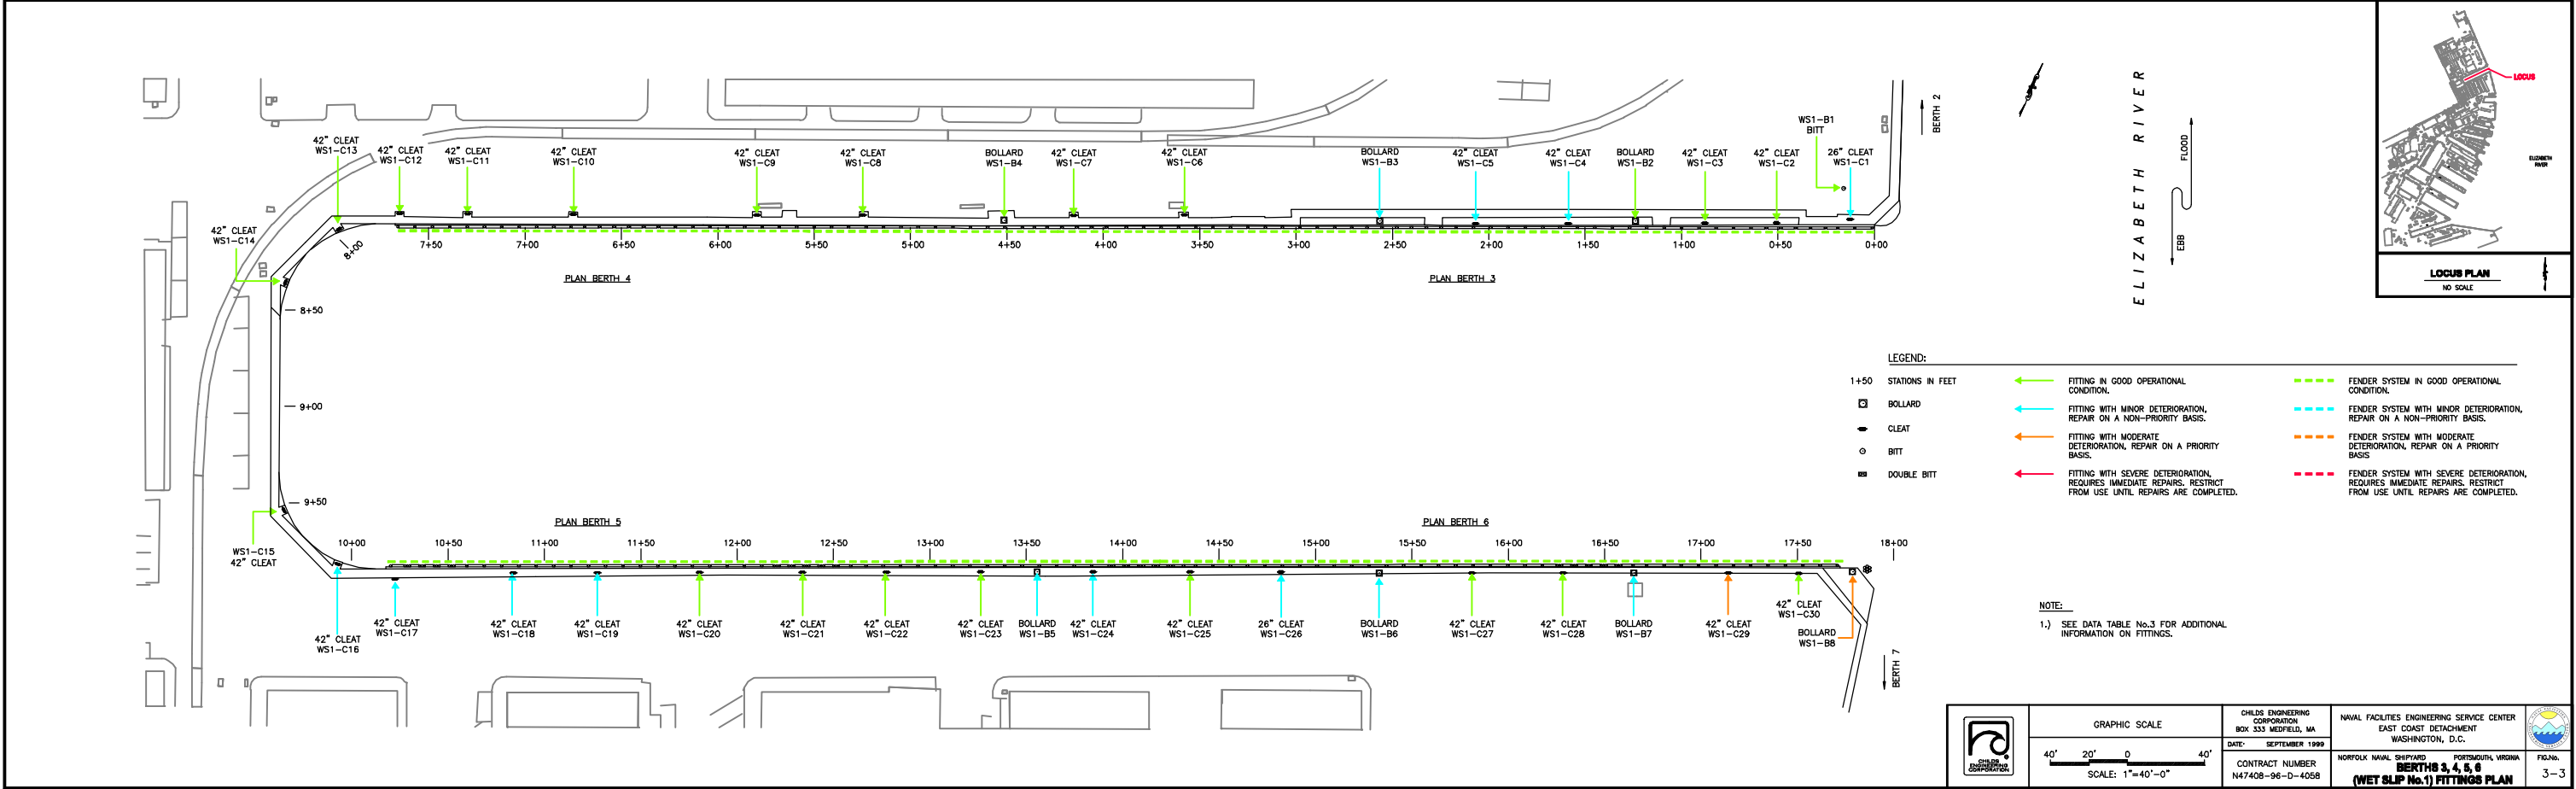 WS1-B1
BITT
42" CLEAT
WS1-C13
42" CLEAT
WS1-C12
42" CLEAT
WS1-C11
42" CLEAT
WS1-C10
42" CLEAT
WS1-C9
42" CLEAT
WS1-C8
BOLLARD
WS1-B4
42" CLEAT
WS1-C7
42" CLEAT
WS1-C6
BOLLARD
WS1-B3
42" CLEAT
WS1-C5
42" CLEAT
WS1-C4
BOLLARD
WS1-B2
42" CLEAT
WS1-C3
42" CLEAT
WS1-C2
26" CLEAT
WS1-C1
BERTH 2
ELIZABETH RIVER
FLOOD
EBB
LOCUS
ELIZABETH
RIVER
LOCUS PLAN
NO SCALE
42" CLEAT
WS1-C14
8+00
7+50
7+00
6+50
6+00
5+50
5+00
4+50
4+00
3+50
3+00
2+50
2+00
1+50
1+00
0+50
0+00
PLAN BERTH 4
PLAN BERTH 3
8+50
9+00
9+50
LEGEND:
1+50 STATIONS IN FEET
BOLLARD
CLEAT
BITT
DOUBLE BITT
FITTING IN GOOD OPERATIONAL
CONDITION.
FITTING WITH MINOR DETERIORATION,
REPAIR ON A NON-PRIORITY BASIS.
FITTING WITH MODERATE
DETERIORATION, REPAIR ON A PRIORITY
BASIS.
FITTING WITH SEVERE DETERIORATION,
REQUIRES IMMEDIATE REPAIRS. RESTRICT
FROM USE UNTIL REPAIRS ARE COMPLETED.
FENDER SYSTEM IN GOOD OPERATIONAL
CONDITION.
FENDER SYSTEM WITH MINOR DETERIORATION,
REPAIR ON A NON-PRIORITY BASIS.
FENDER SYSTEM WITH MODERATE
DETERIORATION, REPAIR ON A PRIORITY
BASIS
FENDER SYSTEM WITH SEVERE DETERIORATION,
REQUIRES IMMEDIATE REPAIRS. RESTRICT
FROM USE UNTIL REPAIRS ARE COMPLETED.
PLAN BERTH 5
PLAN BERTH 6
10+00
10+50
11+00
11+50
12+00
12+50
13+00
13+50
14+00
14+50
15+00
15+50
16+00
16+50
17+00
17+50
18+00
WS1-C15
42" CLEAT
42" CLEAT
WS1-C16
42" CLEAT
WS1-C17
42" CLEAT
WS1-C18
42" CLEAT
WS1-C19
42" CLEAT
WS1-C20
42" CLEAT
WS1-C21
42" CLEAT
WS1-C22
42" CLEAT
WS1-C23
BOLLARD
WS1-B5
42" CLEAT
WS1-C24
42" CLEAT
WS1-C25
26" CLEAT
WS1-C26
BOLLARD
WS1-B6
42" CLEAT
WS1-C27
42" CLEAT
WS1-C28
BOLLARD
WS1-B7
42" CLEAT
WS1-C29
42" CLEAT
WS1-C30
BOLLARD
WS1-B8
BERTH 7
NOTE:
1.) SEE DATA TABLE No.3 FOR ADDITIONAL
INFORMATION ON FITTINGS.
CHILDS
ENGINEERING
CORPORATION
GRAPHIC SCALE
40' 20' 0 40'
SCALE: 1"=40'-0"
CHILDS ENGINEERING
CORPORATION
BOX 333 MEDFIELD, MA
DATE: SEPTEMBER 1999
CONTRACT NUMBER
N47408-96-D-4058
NAVAL FACILITIES ENGINEERING SERVICE CENTER
EAST COAST DETACHMENT
WASHINGTON, D.C.
NORFOLK NAVAL SHIPYARD PORTSMOUTH, VIRGINIA
BERTHS 3, 4, 5, 6
(WET SLIP No.1) FITTINGS PLAN
FIG.No.
3-3